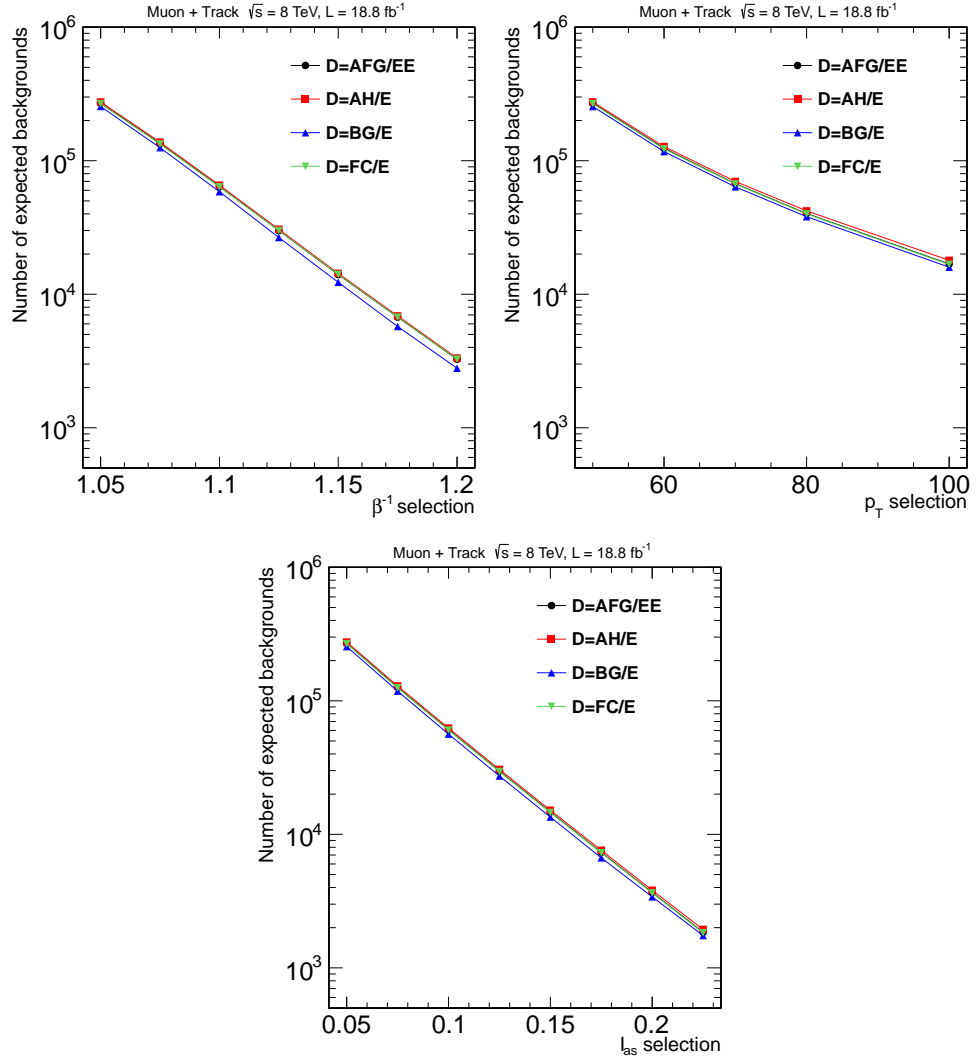 Muon + Track √s = 8 TeV, L = 18.8 fb⁻¹
Number of expected backgrounds
10⁶
10⁵
10⁴
10³
D=AFG/EE
D=AH/E
D=BG/E
D=FC/E
1.05 1.1 1.15 1.2
β⁻¹ selection
Muon + Track √s = 8 TeV, L = 18.8 fb⁻¹
Number of expected backgrounds
10⁶
10⁵
10⁴
10³
D=AFG/EE
D=AH/E
D=BG/E
D=FC/E
60 80 100
p_T selection
Muon + Track √s = 8 TeV, L = 18.8 fb⁻¹
Number of expected backgrounds
10⁶
10⁵
10⁴
10³
D=AFG/EE
D=AH/E
D=BG/E
D=FC/E
0.05 0.1 0.15 0.2
I_as selection